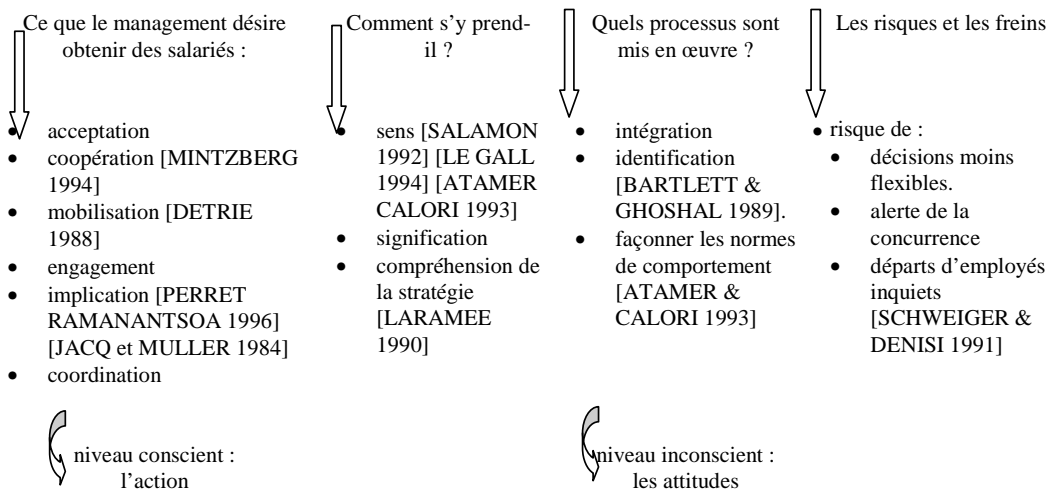 Ce que le management désire
obtenir des salariés :
• acceptation
• coopération [MINTZBERG
1994]
• mobilisation [DETRIE
1988]
• engagement
• implication [PERRET
RAMANANTSOA 1996]
[JACQ et MULLER 1984]
• coordination
niveau conscient :
l’action
Comment s’y prend-
il ?
• sens [SALAMON
1992] [LE GALL
1994] [ATAMER
CALORI 1993]
• signification
• compréhension de
la stratégie
[LARAMEE
1990]
Quels processus sont
mis en œuvre ?
• intégration
• identification
[BARTLETT &
GHOSHAL 1989].
• façonner les normes
de comportement
[ATAMER &
CALORI 1993]
niveau inconscient :
les attitudes
Les risques et les freins
• risque de :
• décisions moins
flexibles.
• alerte de la
concurrence
• départs d’employés
inquiets
[SCHWEIGER &
DENISI 1991]